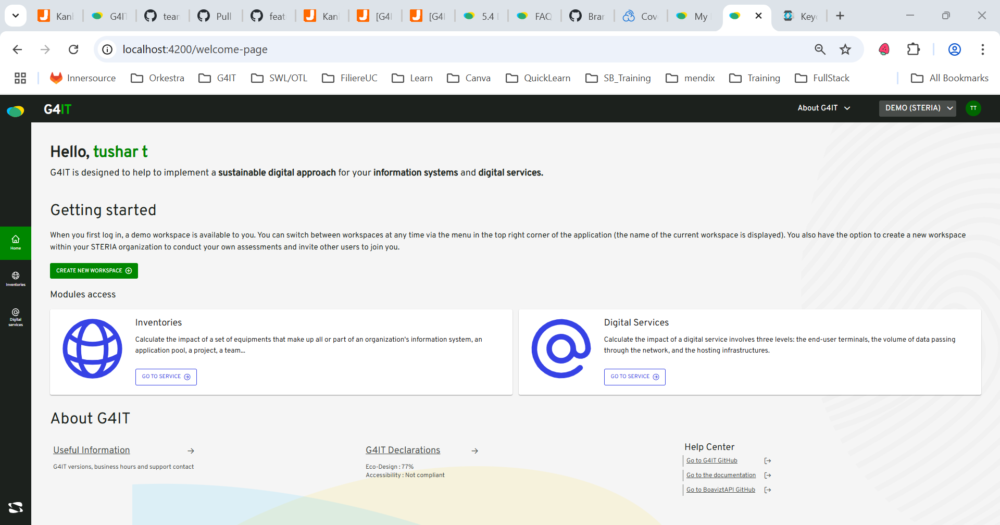 Kan
G4IT
tear
Pull
feat
Kan
[G4
[G4
5.4
FAQ
Bra
Cov
My
Key
localhost:4200/welcome-page
Innersource
Orkestra
G4IT
SWL/OTL
FiliereUC
Learn
Canva
QuickLearn
SB_Training
mendix
Training
FullStack
All Bookmarks
G4IT
About G4IT
DEMO (STERIA)
TT
Hello, tushar t
G4IT is designed to help to implement a sustainable digital approach for your information systems and digital services.
Getting started
When you first log in, a demo workspace is available to you. You can switch between workspaces at any time via the menu in the top right corner of the application (the name of the current workspace is displayed). You also have the option to create a new workspace
within your STERIA organization to conduct your own assessments and invite other users to join you.
Home
CREATE NEW WORKSPACE
Inventories
Modules access
Digital
services
Inventories
Calculate the impact of a set of equipments that make up all or part of an organization's information system, an
application pool, a project, a team...
GO TO SERVICE
Digital Services
Calculate the impact of a digital service involves three levels: the end-user terminals, the volume of data passing
through the network, and the hosting infrastructures.
GO TO SERVICE
About G4IT
Useful Information
G4IT versions, business hours and support contact
G4IT Declarations
Eco-Design : 77%
Accessibility : Not compliant
Help Center
Go to G4IT GitHub
Go to the documentation
Go to BoaviztAPI GitHub